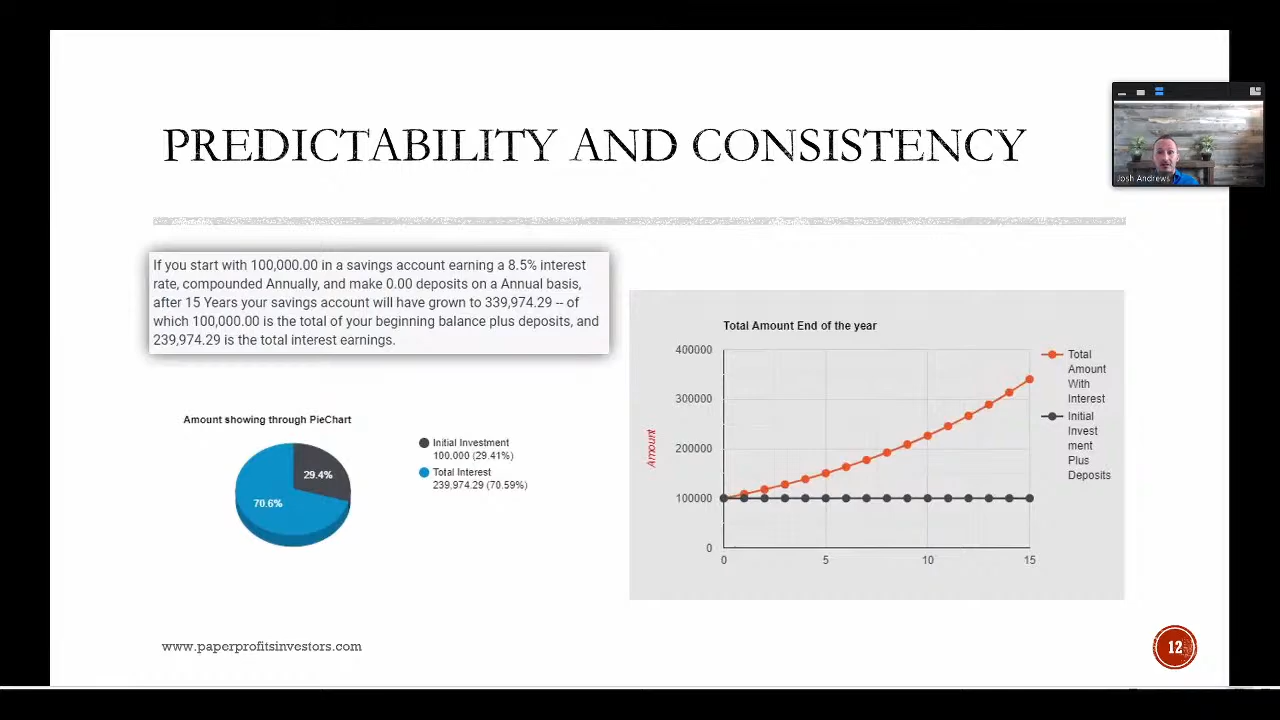 PREDICTABILITY AND CONSISTENCY
Josh Andrews
If you start with 100,000.00 in a savings account earning a 8.5% interest
rate, compounded Annually, and make 0.00 deposits on a Annual basis,
after 15 Years your savings account will have grown to 339,974.29 -- of
which 100,000.00 is the total of your beginning balance plus deposits, and
239,974.29 is the total interest earnings.
Amount showing through PieChart
29.4%
70.6%
Initial Investment
100.000 (29.41%)
Total Interest
239,974.29 (70.59%)
Total Amount End of the year
Amount
400000
300000
200000
100000
0
0
5
10
15
Total
Amount
With
Interest
Initial
Invest
ment
Plus
Deposits
www.paperprofitsinvestors.com
12